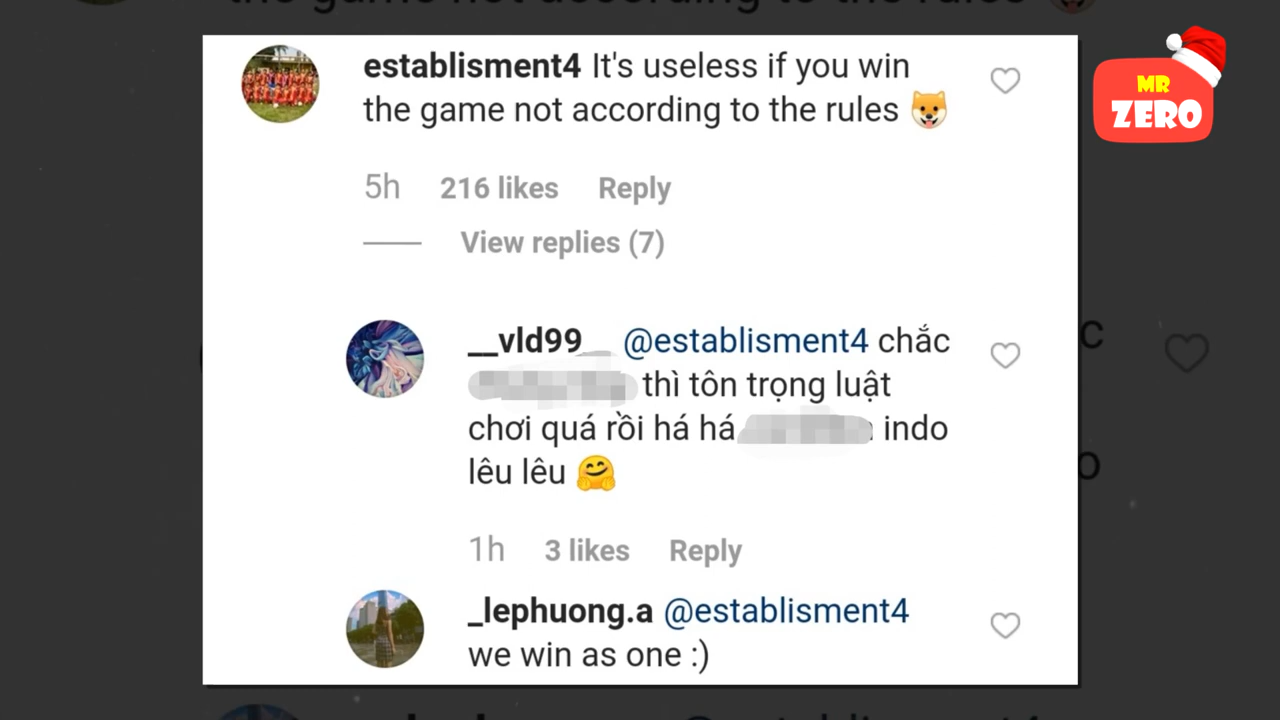 establisment4 It's useless if you win
the game not according to the rules
5h 216 likes Reply
View replies (7)
__vld99__ @establisment4 chắc
thì tôn trọng luật
chơi quá rồi há há indo
lêu lêu
1h 3 likes Reply
_lephuong.a @establisment4
we win as one :)
MR
ZERO